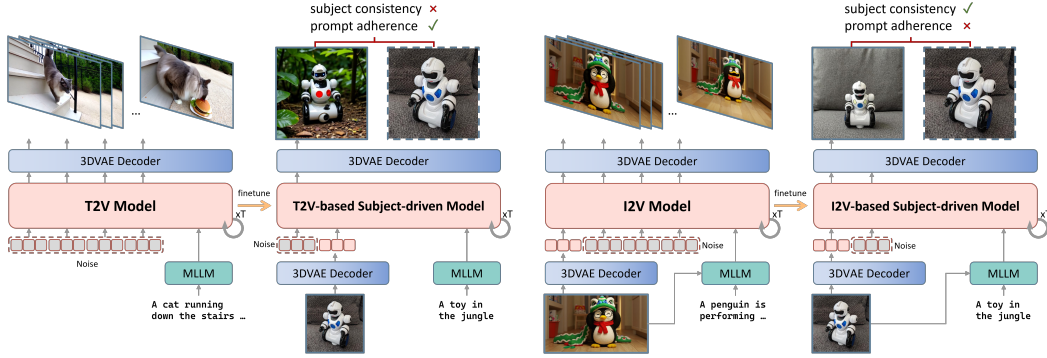 subject consistency ×
prompt adherence ✓
...
3DVAE Decoder
T2V Model
xT
Noise
MLLM
A cat running
down the stairs …
finetune
3DVAE Decoder
T2V-based Subject-driven Model
xT
Noise
3DVAE Decoder
MLLM
A toy in
the jungle
subject consistency ✓
prompt adherence ×
...
3DVAE Decoder
I2V Model
xT
Noise
3DVAE Decoder
MLLM
A penguin is
performing …
finetune
3DVAE Decoder
I2V-based Subject-driven Model
xT
Noise
3DVAE Decoder
MLLM
A toy in
the jungle